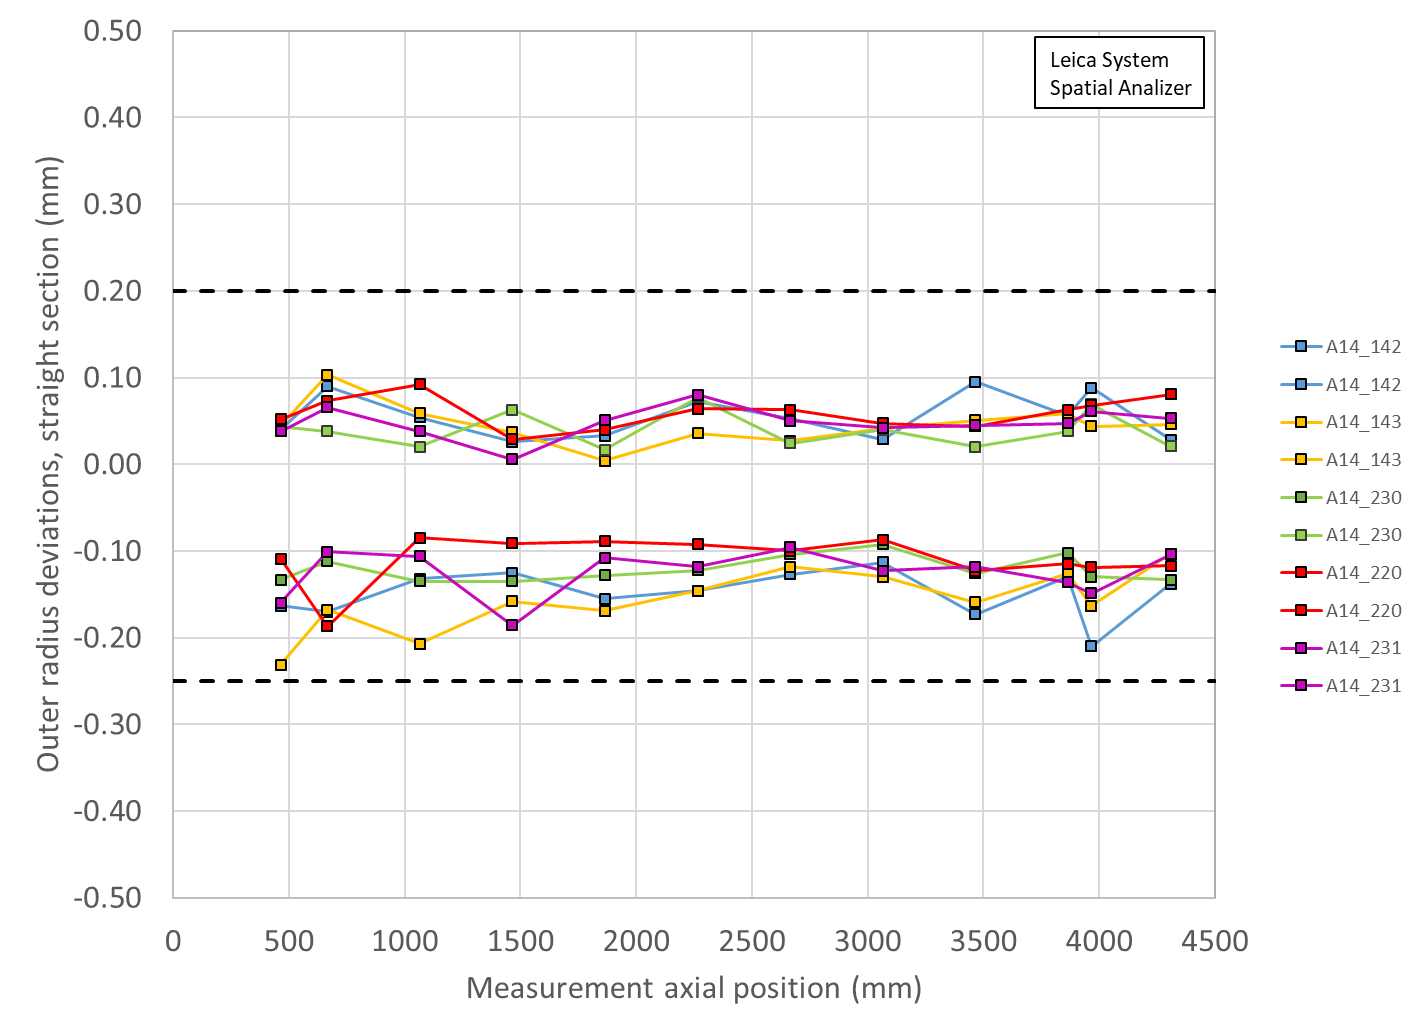 Leica System
Spatial Analizer
Outer radius deviations, straight section (mm)
0.50
0.40
0.30
0.20
0.10
0.00
-0.10
-0.20
-0.30
-0.40
-0.50
0 500 1000 1500 2000 2500 3000 3500 4000 4500
Measurement axial position (mm)
A14_142
A14_142
A14_143
A14_143
A14_230
A14_230
A14_220
A14_220
A14_231
A14_231